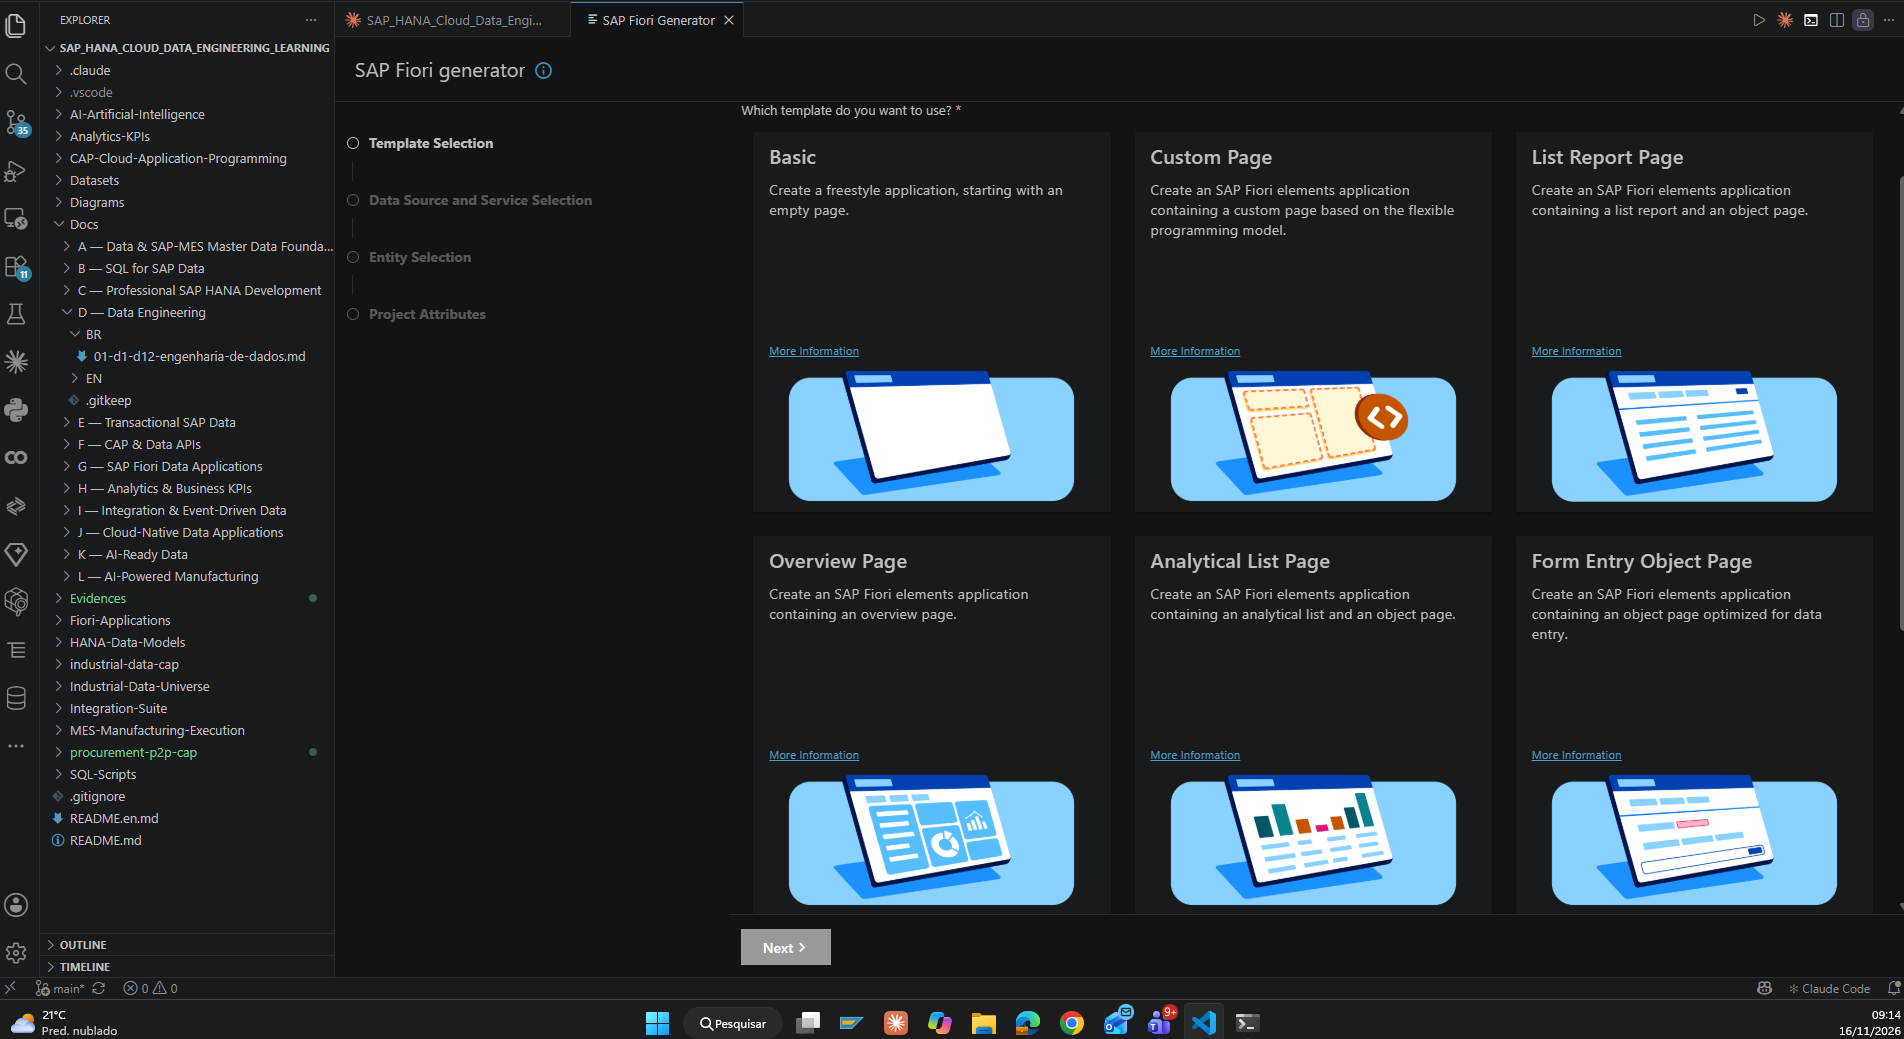 EXPLORER
SAP_HANA_CLOUD_DATA_ENGINEERING_LEARNING
.claude
.vscode
AI-Artificial-Intelligence
Analytics-KPIs
CAP-Cloud-Application-Programming
Datasets
Diagrams
Docs
A — Data & SAP-MES Master Data Founda...
B — SQL for SAP Data
C — Professional SAP HANA Development
D — Data Engineering
BR
01-d1-d12-engenharia-de-dados.md
EN
.gitkeep
E — Transactional SAP Data
F — CAP & Data APIs
G — SAP Fiori Data Applications
H — Analytics & Business KPIs
I — Integration & Event-Driven Data
J — Cloud-Native Data Applications
K — AI-Ready Data
L — AI-Powered Manufacturing
Evidences
Fiori-Applications
HANA-Data-Models
industrial-data-cap
Industrial-Data-Universe
Integration-Suite
MES-Manufacturing-Execution
procurement-p2p-cap
SQL-Scripts
.gitignore
README.en.md
README.md
OUTLINE
TIMELINE
35
11
SAP_HANA_Cloud_Data_Engi...
SAP Fiori Generator
SAP Fiori generator
Template Selection
Data Source and Service Selection
Entity Selection
Project Attributes
Which template do you want to use? *
Basic
Create a freestyle application, starting with an
empty page.
More Information
Custom Page
Create an SAP Fiori elements application
containing a custom page based on the flexible
programming model.
More Information
List Report Page
Create an SAP Fiori elements application
containing a list report and an object page.
More Information
Overview Page
Create an SAP Fiori elements application
containing an overview page.
More Information
Analytical List Page
Create an SAP Fiori elements application
containing an analytical list and an object page.
More Information
Form Entry Object Page
Create an SAP Fiori elements application
containing an object page optimized for data
entry.
More Information
Next
main*
0 0
Claude Code
21°C
Pred. nublado
Pesquisar
9+
09:14
16/11/2026